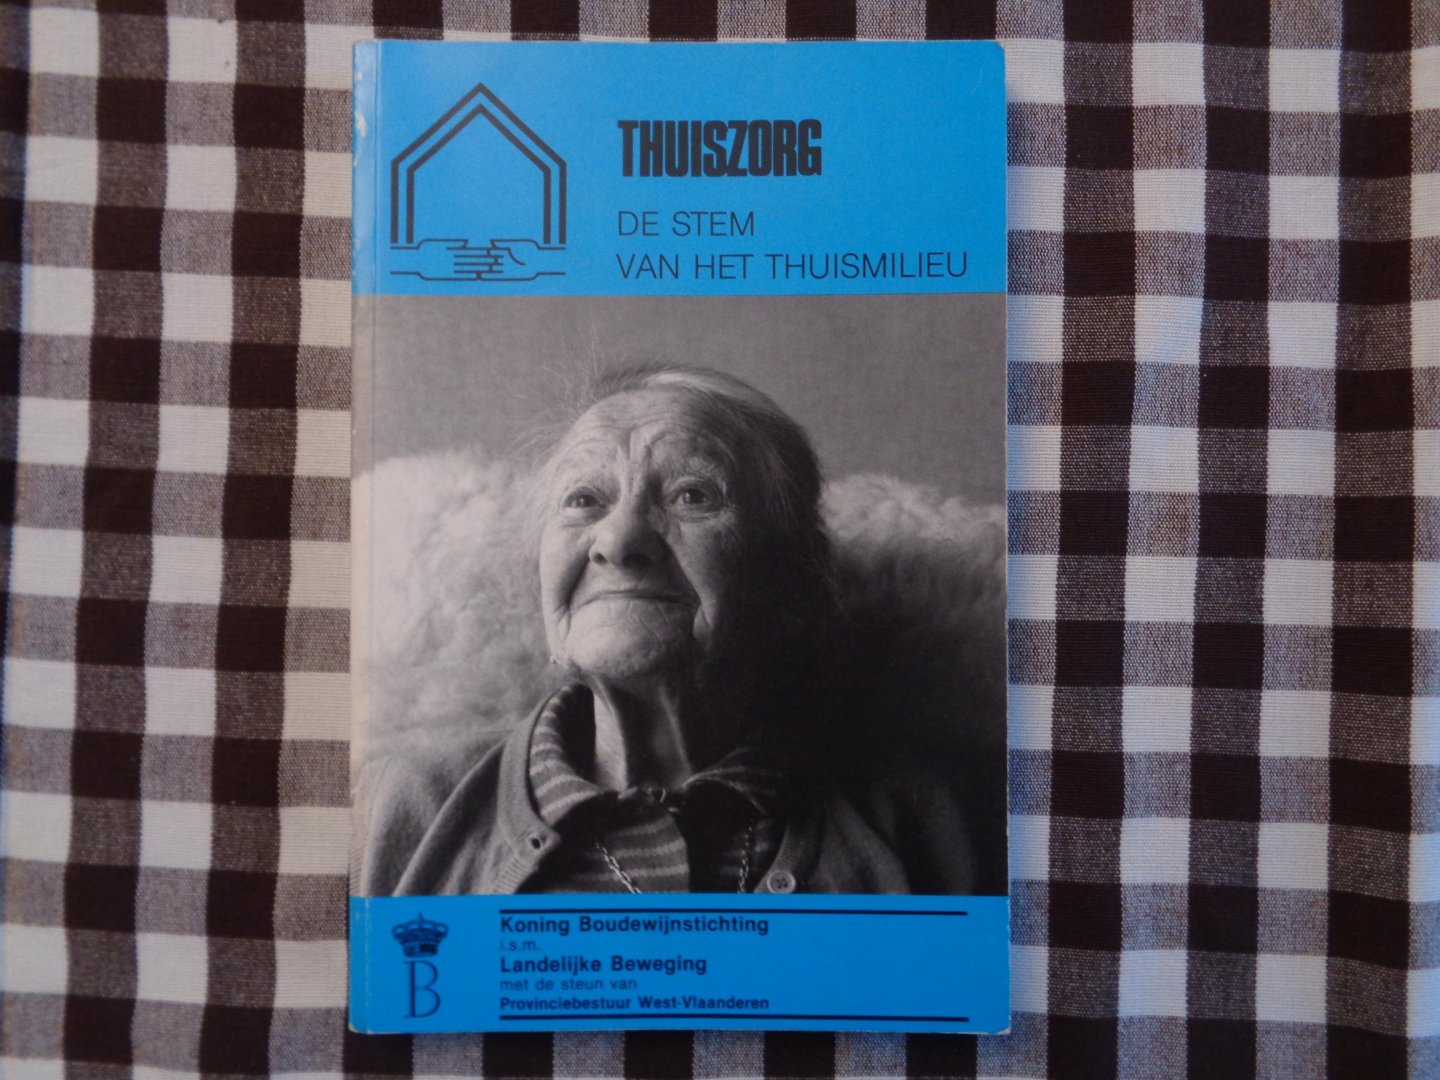 THUISZORG
DE STEM
VAN HET THUISMILIEU
Koning Boudewijnstichting
i.s.m.
Landelijke Beweging
met de steun van
Provinciebestuur West-Vlaanderen
B